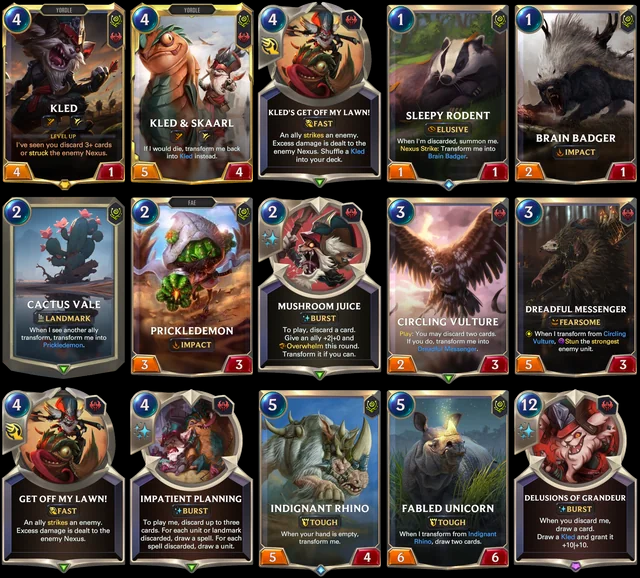 4
YORDLE
KLED
LEVEL UP
I've seen you discard 3+ cards
or struck the enemy Nexus.
4
1
4
YORDLE
KLED & SKAARL
If I would die, transform me back
into Kled instead.
5
4
4
KLED'S GET OFF MY LAWN!
FAST
An ally strikes an enemy.
Excess damage is dealt to the
enemy Nexus. Shuffle a Kled
into your deck.
1
SLEEPY RODENT
ELUSIVE
When I'm discarded, summon me.
Nexus Strike: Transform me into
Brain Badger.
1
1
1
BRAIN BADGER
IMPACT
2
1
2
CACTUS VALE
LANDMARK
When I see another ally
transform, transform me into
Prickledemon.
2
FAE
PRICKLEDEMON
IMPACT
3
3
2
MUSHROOM JUICE
BURST
To play, discard a card.
Give an ally +2|+0 and
Overwhelm this round.
Transform it if you can.
3
CIRCLING VULTURE
Play: You may discard two cards.
If you do, transform me into
Dreadful Messenger.
2
3
3
DREADFUL MESSENGER
FEARSOME
When I transform from Circling
Vulture, Stun the strongest
enemy unit.
5
3
4
GET OFF MY LAWN!
FAST
An ally strikes an enemy.
Excess damage is dealt to the
enemy Nexus.
4
IMPATIENT PLANNING
BURST
To play me, discard up to three
cards. For each unit or landmark
discarded, draw a spell. For each
spell discarded, draw a unit.
5
INDIGNANT RHINO
TOUGH
When your hand is empty,
transform me.
5
4
5
FABLED UNICORN
TOUGH
When I transform from Indignant
Rhino, draw two cards.
6
6
12
DELUSIONS OF GRANDEUR
BURST
When you discard me,
draw a card.
Draw a Kled and grant it
+10|+10.